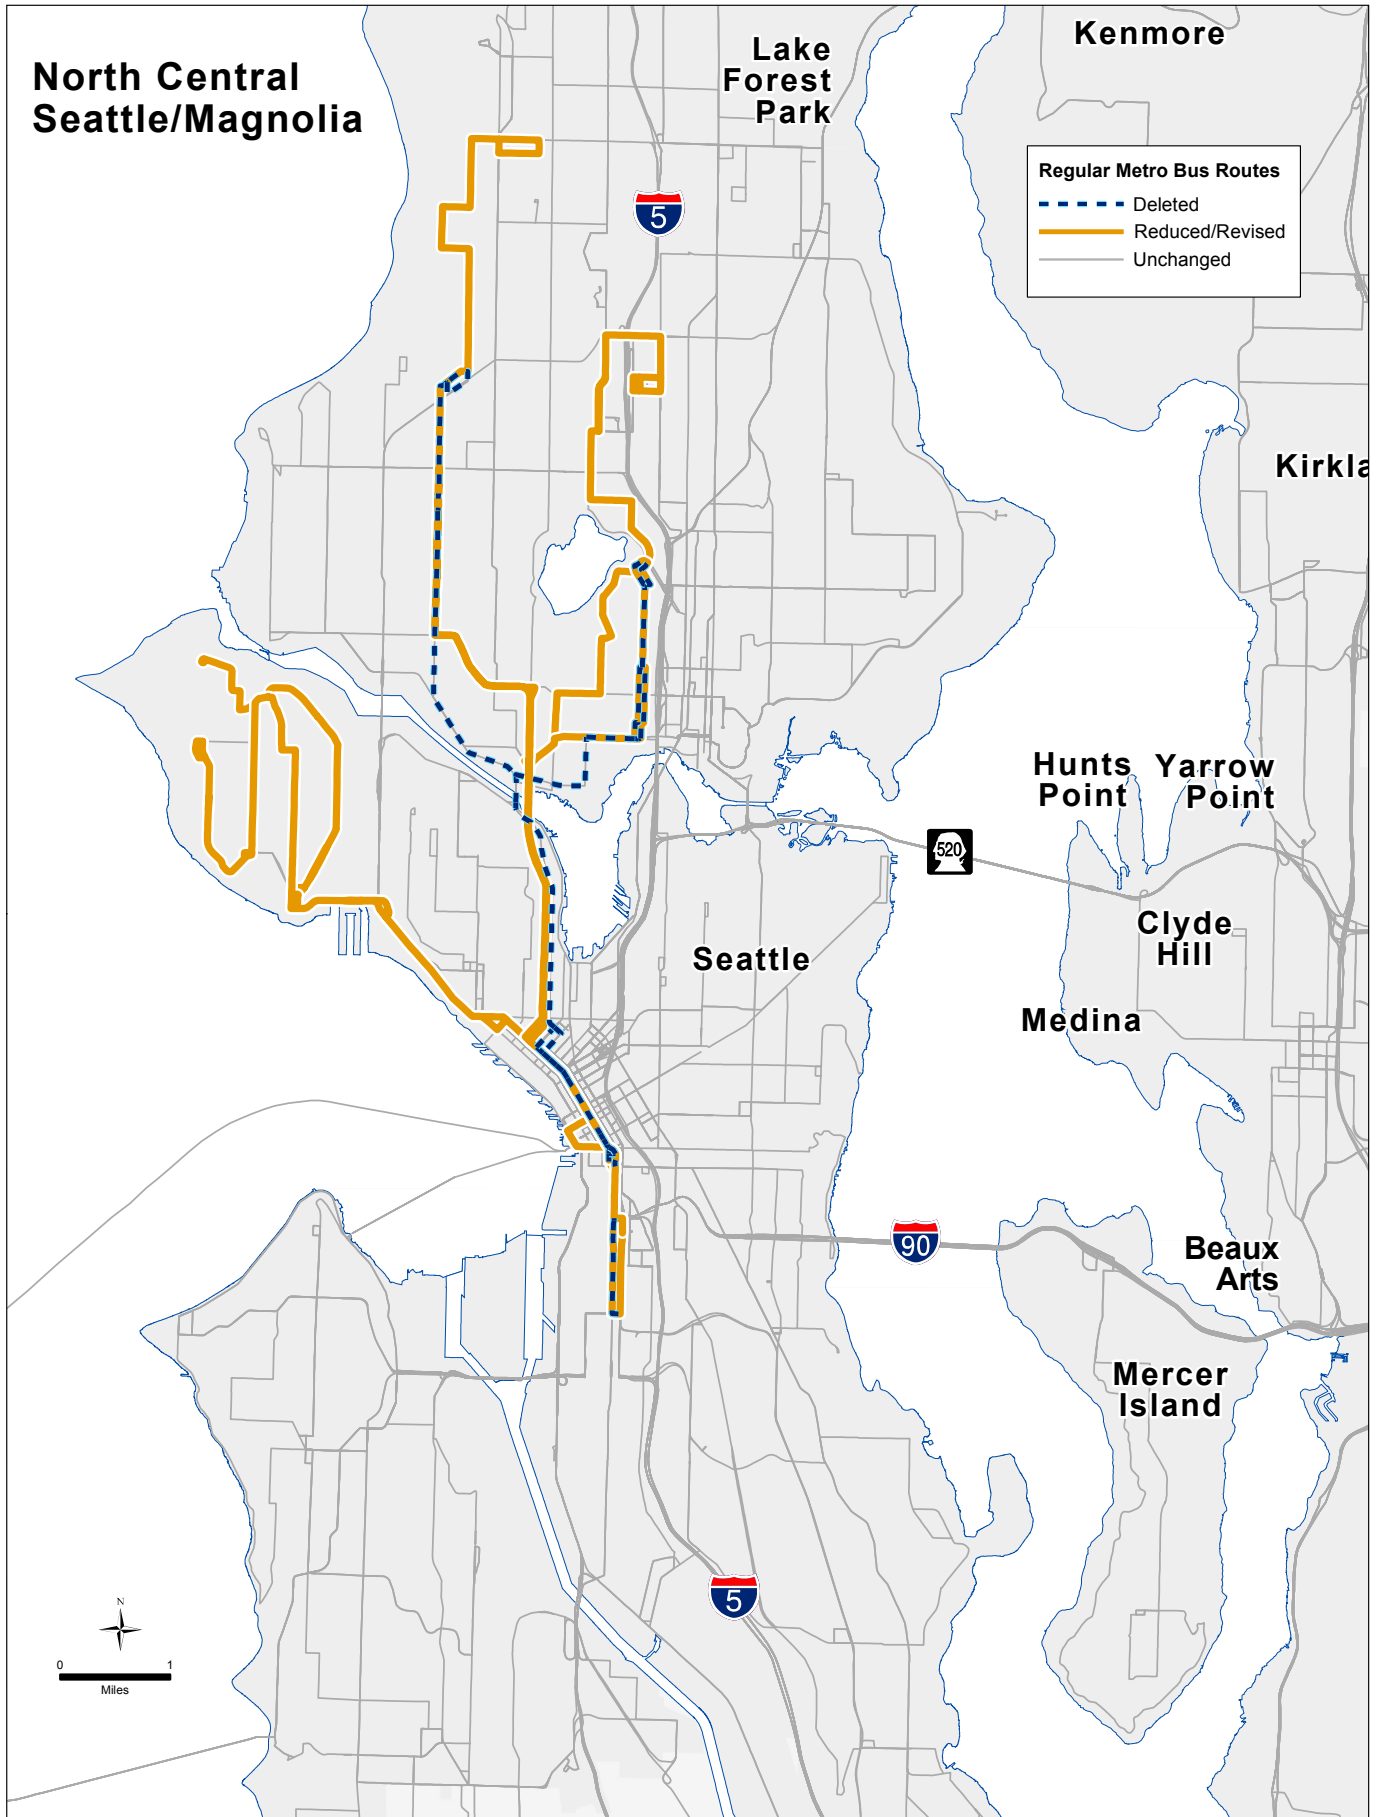 North Central
Seattle/Magnolia
Lake
Forest
Park
Kenmore
Regular Metro Bus Routes
Deleted
Reduced/Revised
Unchanged
5
Kirkla
Hunts
Point
Yarrow
Point
520
Clyde
Hill
Seattle
Medina
90
Beaux
Arts
Mercer
Island
5
N
0 1
Miles